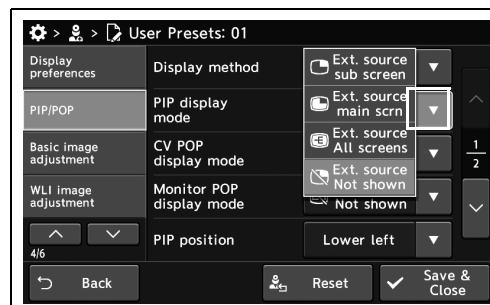 > > User Presets: 01
Display
preferences
Display method
Ext. source
sub screen
PIP/POP
PIP display
mode
Ext. source
main scrn
Basic image
adjustment
CV POP
display mode
Ext. source
All screens
1
2
WLI image
adjustment
Monitor POP
display mode
Ext. source
Not shown
Not shown
4/6
PIP position
Lower left
Back
Reset
Save &
Close